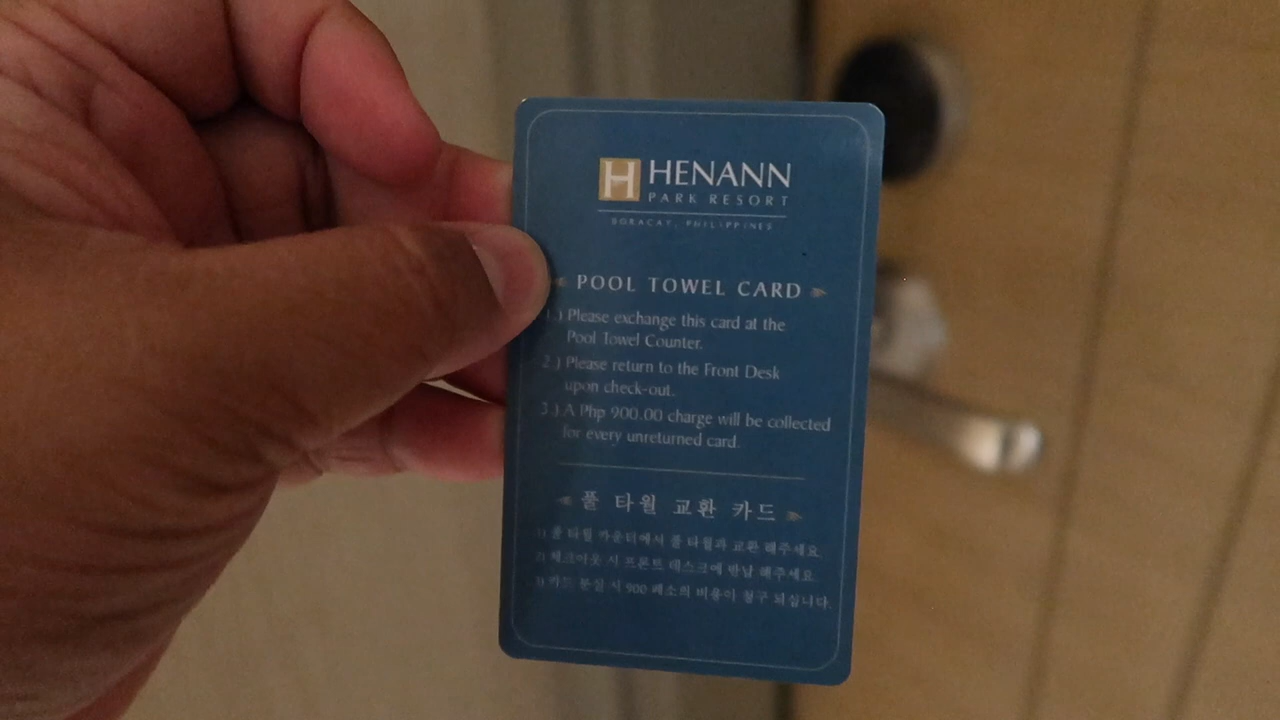 H HENANN
PARK RESORT
BORACAY, PHILIPPINES
POOL TOWEL CARD
1.) Please exchange this card at the
Pool Towel Counter.
2.) Please return to the Front Desk
upon check-out.
3.) A Php 900.00 charge will be collected
for every unreturned card.
풀 타월 교환 카드
1) 풀 타월 카운터에서 풀 타월과 교환 해주세요.
2) 체크아웃 시 프론트 데스크에 반납 해주세요.
3) 카드 분실 시 900 페소의 비용이 청구 되십니다.